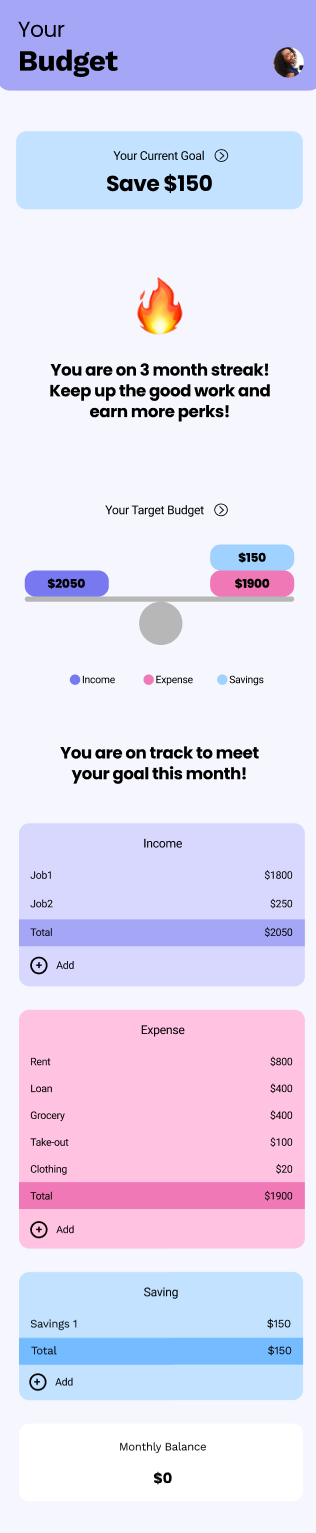 Your
Budget
Your Current Goal
Save $150
You are on 3 month streak!
Keep up the good work and
earn more perks!
Your Target Budget
$150
$2050 $1900
Income Expense Savings
You are on track to meet
your goal this month!
Income
Job1 $1800
Job2 $250
Total $2050
Add
Expense
Rent $800
Loan $400
Grocery $400
Take-out $100
Clothing $20
Total $1900
Add
Saving
Savings 1 $150
Total $150
Add
Monthly Balance
$0